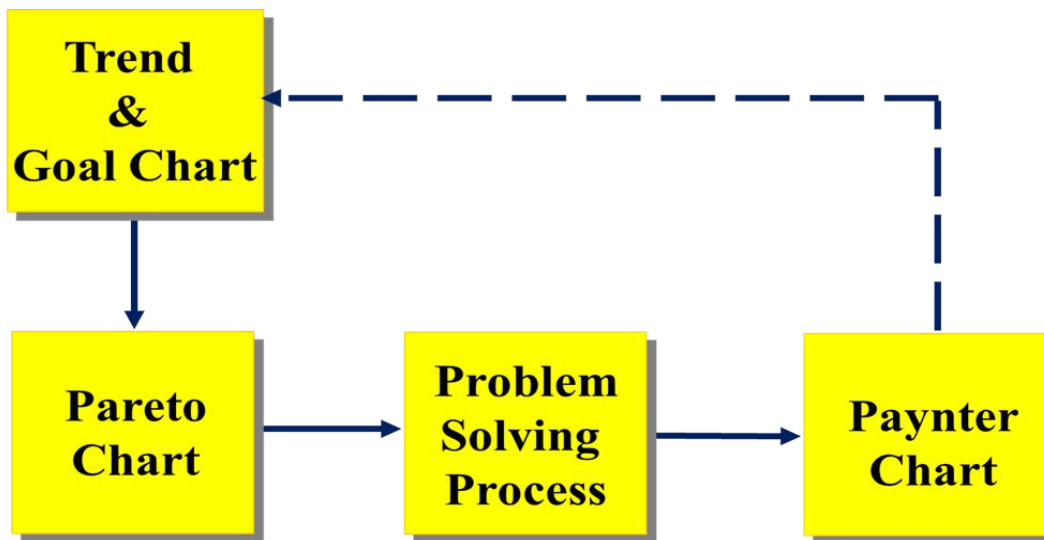 Trend
&
Goal Chart
Pareto
Chart
Problem
Solving
Process
Paynter
Chart